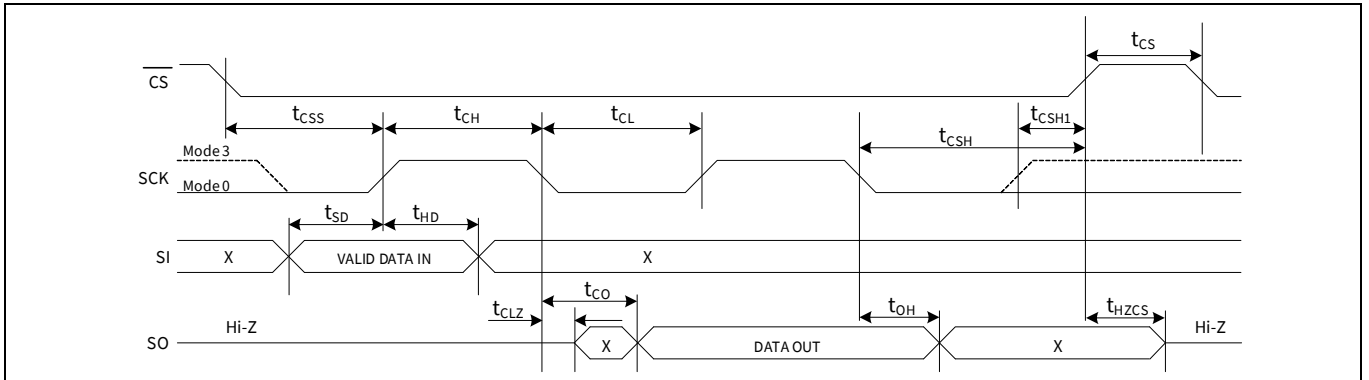 tCS
CS
tCSS
tCH
tCL
tCSH1
tCSH
Mode 3
SCK
Mode 0
tSD
tHD
SI
X
VALID DATA IN
X
tCO
tCLZ
tOH
tHZCS
Hi-Z
Hi-Z
SO
X
DATA OUT
X